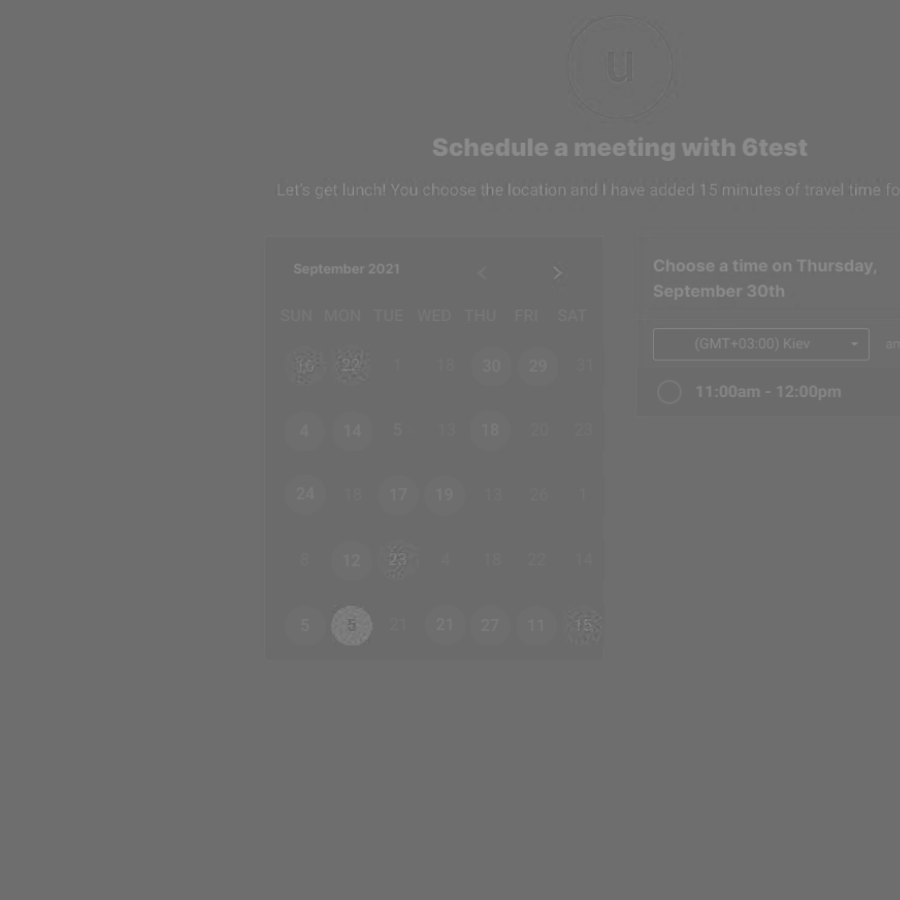 u
Schedule a meeting with 6test
Let's get lunch! You choose the location and I have added 15 minutes of travel time fo
September 2021
SUN MON TUE WED THU FRI SAT
16 22 1 18 30 29 31
4 14 5 13 18 20 23
24 18 17 19 13 26 1
8 12 23 4 18 22 14
5 5 21 21 27 11 15
Choose a time on Thursday,
September 30th
(GMT+03:00) Kiev an
11:00am - 12:00pm